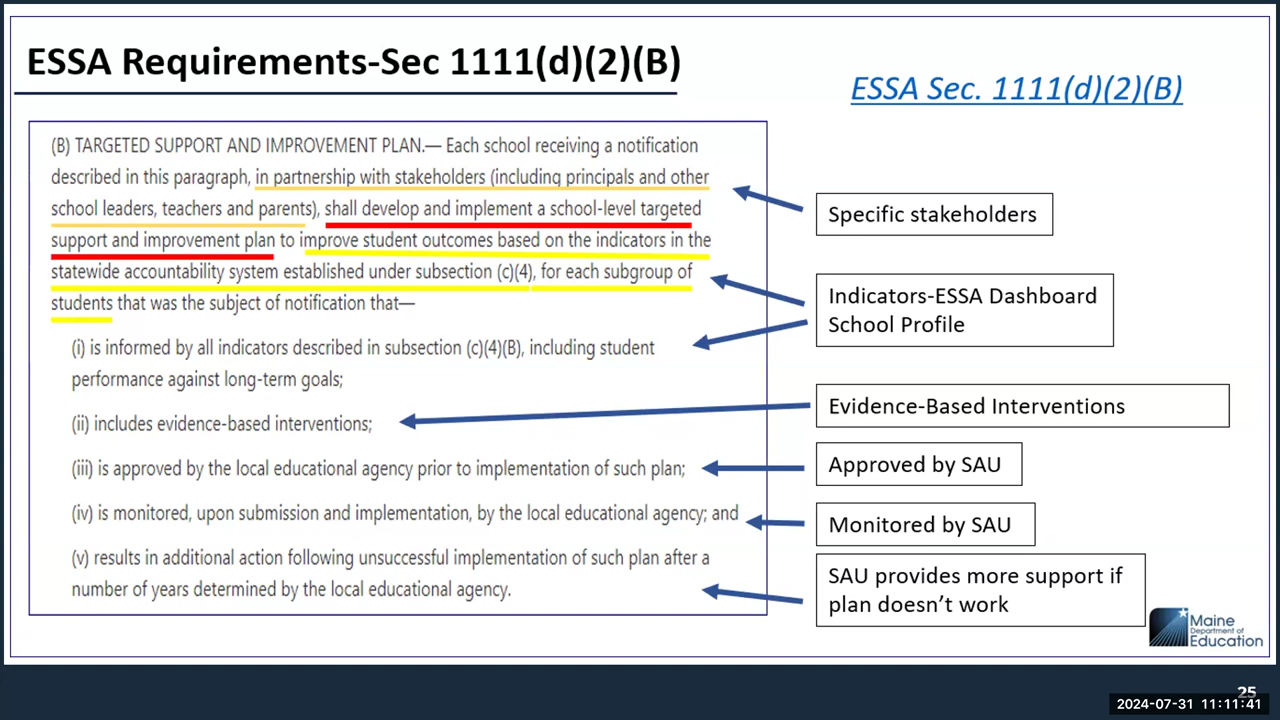 ESSA Requirements-Sec 1111(d)(2)(B)
ESSA Sec. 1111(d)(2)(B)
(B) TARGETED SUPPORT AND IMPROVEMENT PLAN.— Each school receiving a notification
described in this paragraph, in partnership with stakeholders (including principals and other
school leaders, teachers and parents), shall develop and implement a school-level targeted
support and improvement plan to improve student outcomes based on the indicators in the
statewide accountability system established under subsection (c)(4), for each subgroup of
students that was the subject of notification that—
(i) is informed by all indicators described in subsection (c)(4)(B), including student
performance against long-term goals;
(ii) includes evidence-based interventions;
(iii) is approved by the local educational agency prior to implementation of such plan;
(iv) is monitored, upon submission and implementation, by the local educational agency; and
(v) results in additional action following unsuccessful implementation of such plan after a
number of years determined by the local educational agency.
Specific stakeholders
Indicators-ESSA Dashboard
School Profile
Evidence-Based Interventions
Approved by SAU
Monitored by SAU
SAU provides more support if
plan doesn't work
Maine
Department of
Education
25
2024-07-31 11:11:41